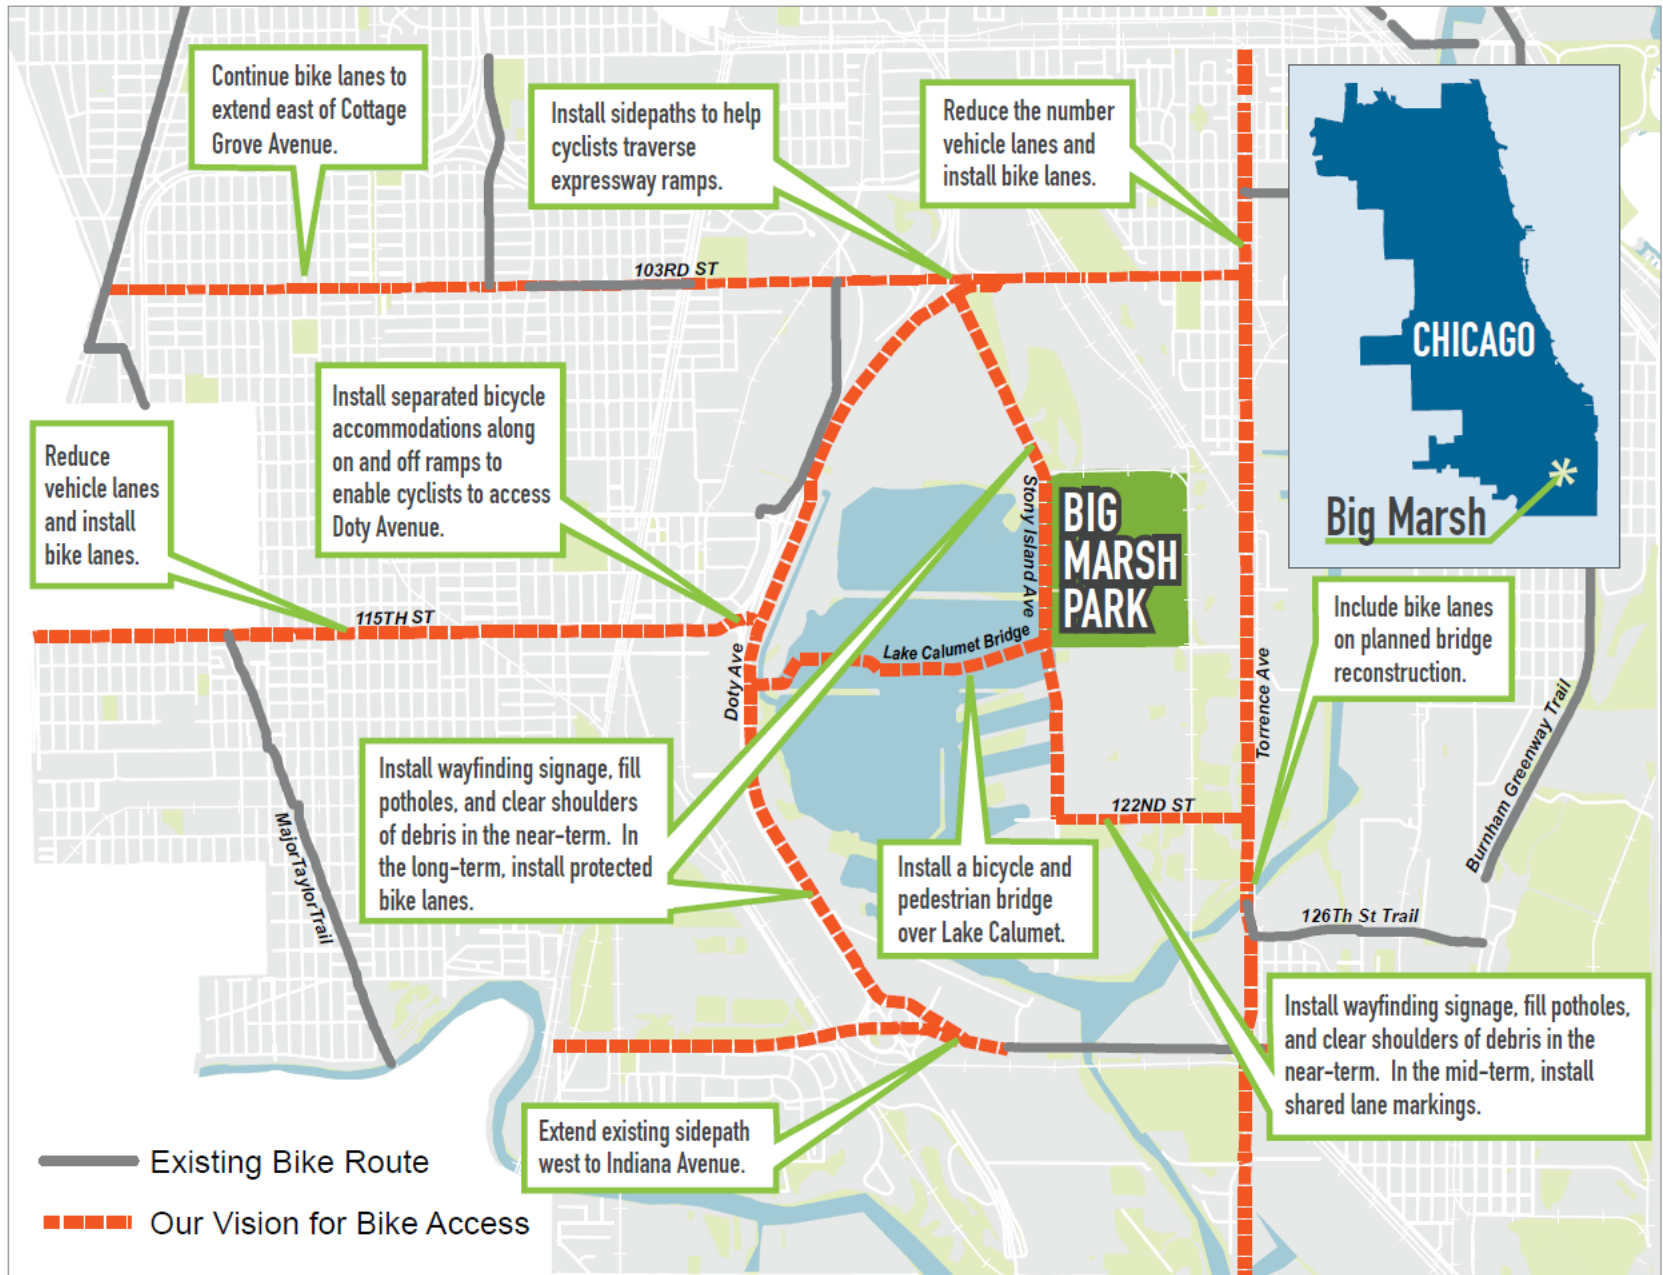 Continue bike lanes to
extend east of Cottage
Grove Avenue.
Install sidepaths to help
cyclists traverse
expressway ramps.
Reduce the number
vehicle lanes and
install bike lanes.
CHICAGO
Big Marsh
103RD ST
Install separated bicycle
accommodations along
on and off ramps to
enable cyclists to access
Doty Avenue.
Reduce
vehicle lanes
and install
bike lanes.
115TH ST
Stony Island Ave
BIG
MARSH
PARK
Lake Calumet Bridge
Doty Ave
Torrence Ave
Include bike lanes
on planned bridge
reconstruction.
Burnham Greenway Trail
Install wayfinding signage, fill
potholes, and clear shoulders
of debris in the near-term. In
the long-term, install protected
bike lanes.
122ND ST
Major Taylor Trail
Install a bicycle and
pedestrian bridge
over Lake Calumet.
126Th St Trail
Install wayfinding signage, fill potholes,
and clear shoulders of debris in the
near-term. In the mid-term, install
shared lane markings.
Extend existing sidepath
west to Indiana Avenue.
Existing Bike Route
Our Vision for Bike Access